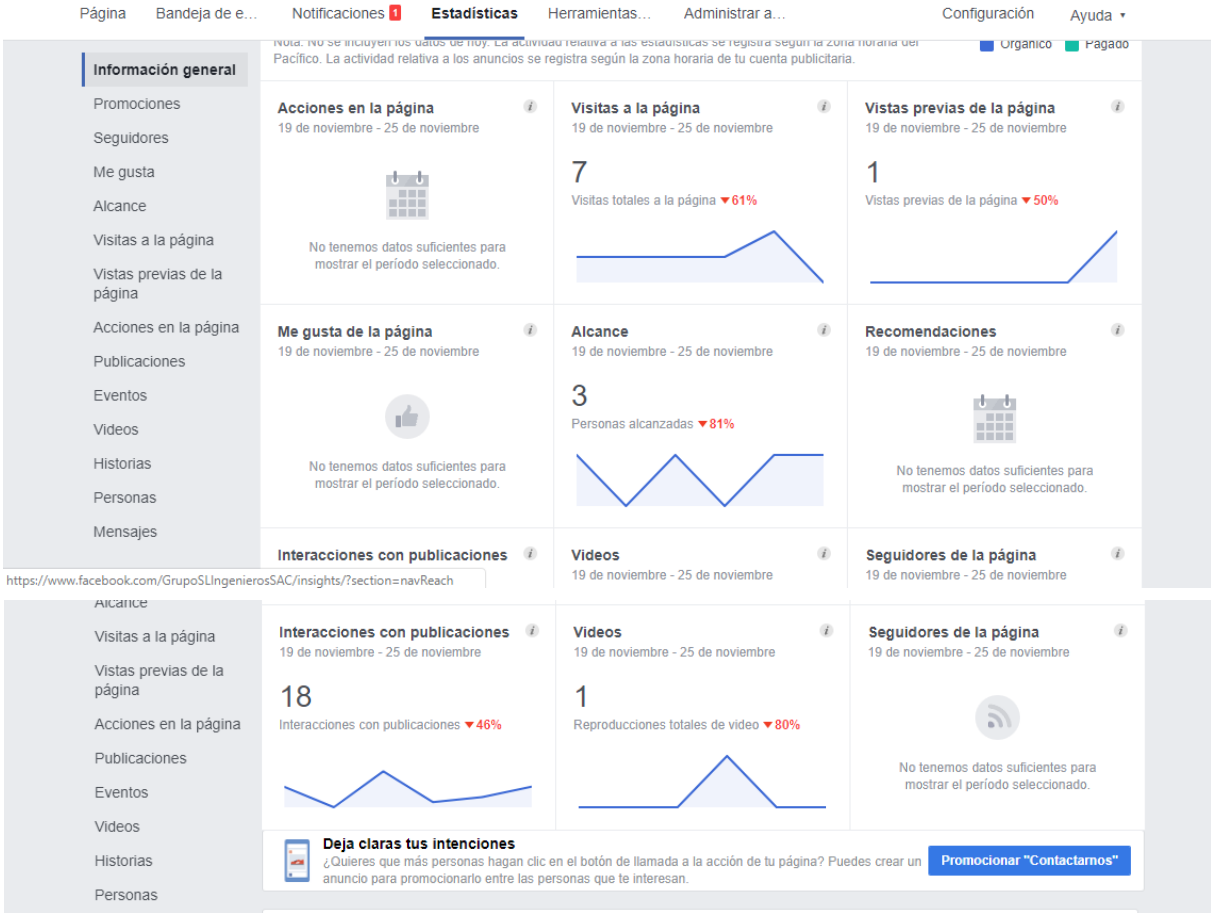 Página Bandeja de e... Notificaciones 1 Estadísticas Herramientas... Administrar a... Configuración Ayuda
Nota: No se incluyen los datos de hoy. La actividad relativa a las estadísticas se registra según la zona horaria del
Pacífico. La actividad relativa a los anuncios se registra según la zona horaria de tu cuenta publicitaria.
Orgánico Pagado
Información general
Promociones
Seguidores
Me gusta
Alcance
Visitas a la página
Vistas previas de la
página
Acciones en la página
Publicaciones
Eventos
Videos
Historias
Personas
Mensajes
Acciones en la página
19 de noviembre - 25 de noviembre
No tenemos datos suficientes para
mostrar el período seleccionado.
Visitas a la página
19 de noviembre - 25 de noviembre
7
Visitas totales a la página 61%
Vistas previas de la página
19 de noviembre - 25 de noviembre
1
Vistas previas de la página 50%
Me gusta de la página
19 de noviembre - 25 de noviembre
No tenemos datos suficientes para
mostrar el período seleccionado.
Alcance
19 de noviembre - 25 de noviembre
3
Personas alcanzadas 81%
Recomendaciones
19 de noviembre - 25 de noviembre
No tenemos datos suficientes para
mostrar el período seleccionado.
Interacciones con publicaciones
Videos
19 de noviembre - 25 de noviembre
Seguidores de la página
19 de noviembre - 25 de noviembre
https://www.facebook.com/GrupoSLIngenierosSAC/insights/?section=navReach
Alcance
Visitas a la página
Vistas previas de la
página
Acciones en la página
Publicaciones
Eventos
Videos
Historias
Personas
Interacciones con publicaciones
19 de noviembre - 25 de noviembre
18
Interacciones con publicaciones 46%
Videos
19 de noviembre - 25 de noviembre
1
Reproducciones totales de video 80%
Seguidores de la página
19 de noviembre - 25 de noviembre
No tenemos datos suficientes para
mostrar el período seleccionado.
Deja claras tus intenciones
¿Quieres que más personas hagan clic en el botón de llamada a la acción de tu página? Puedes crear un
anuncio para promocionarlo entre las personas que te interesan.
Promocionar "Contactarnos"